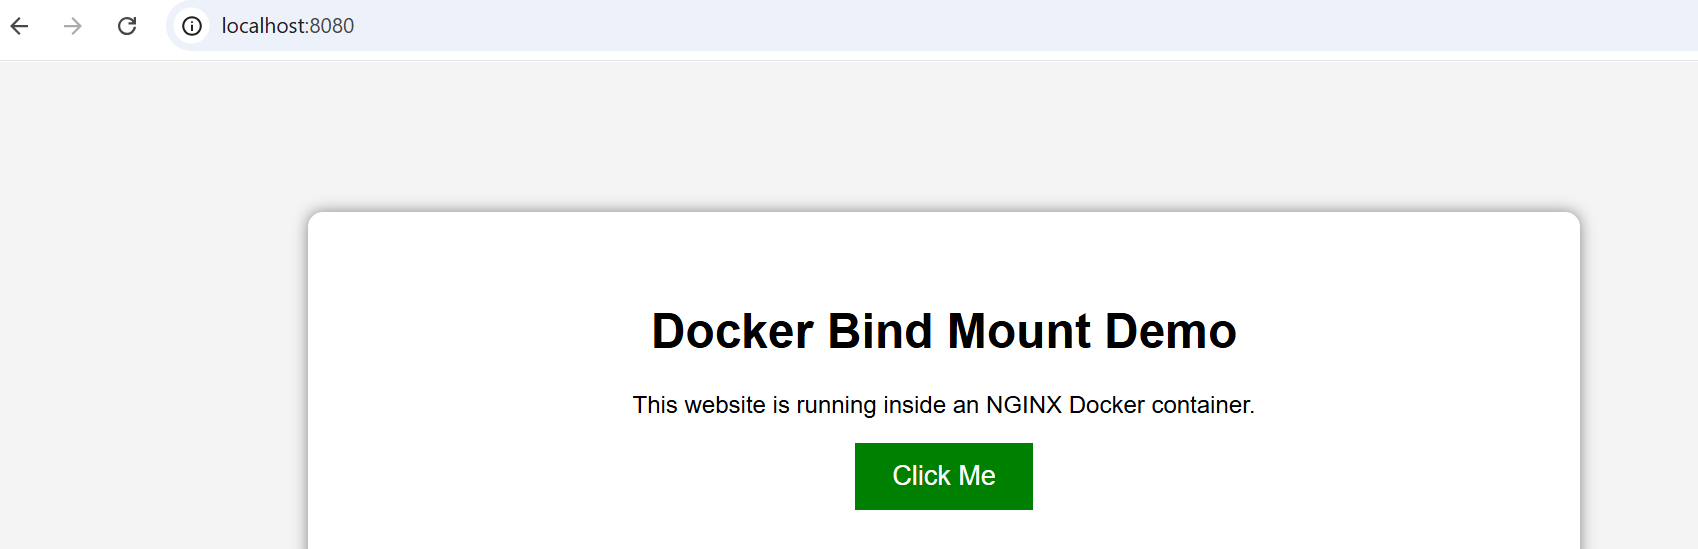 localhost:8080
Docker Bind Mount Demo
This website is running inside an NGINX Docker container.
Click Me